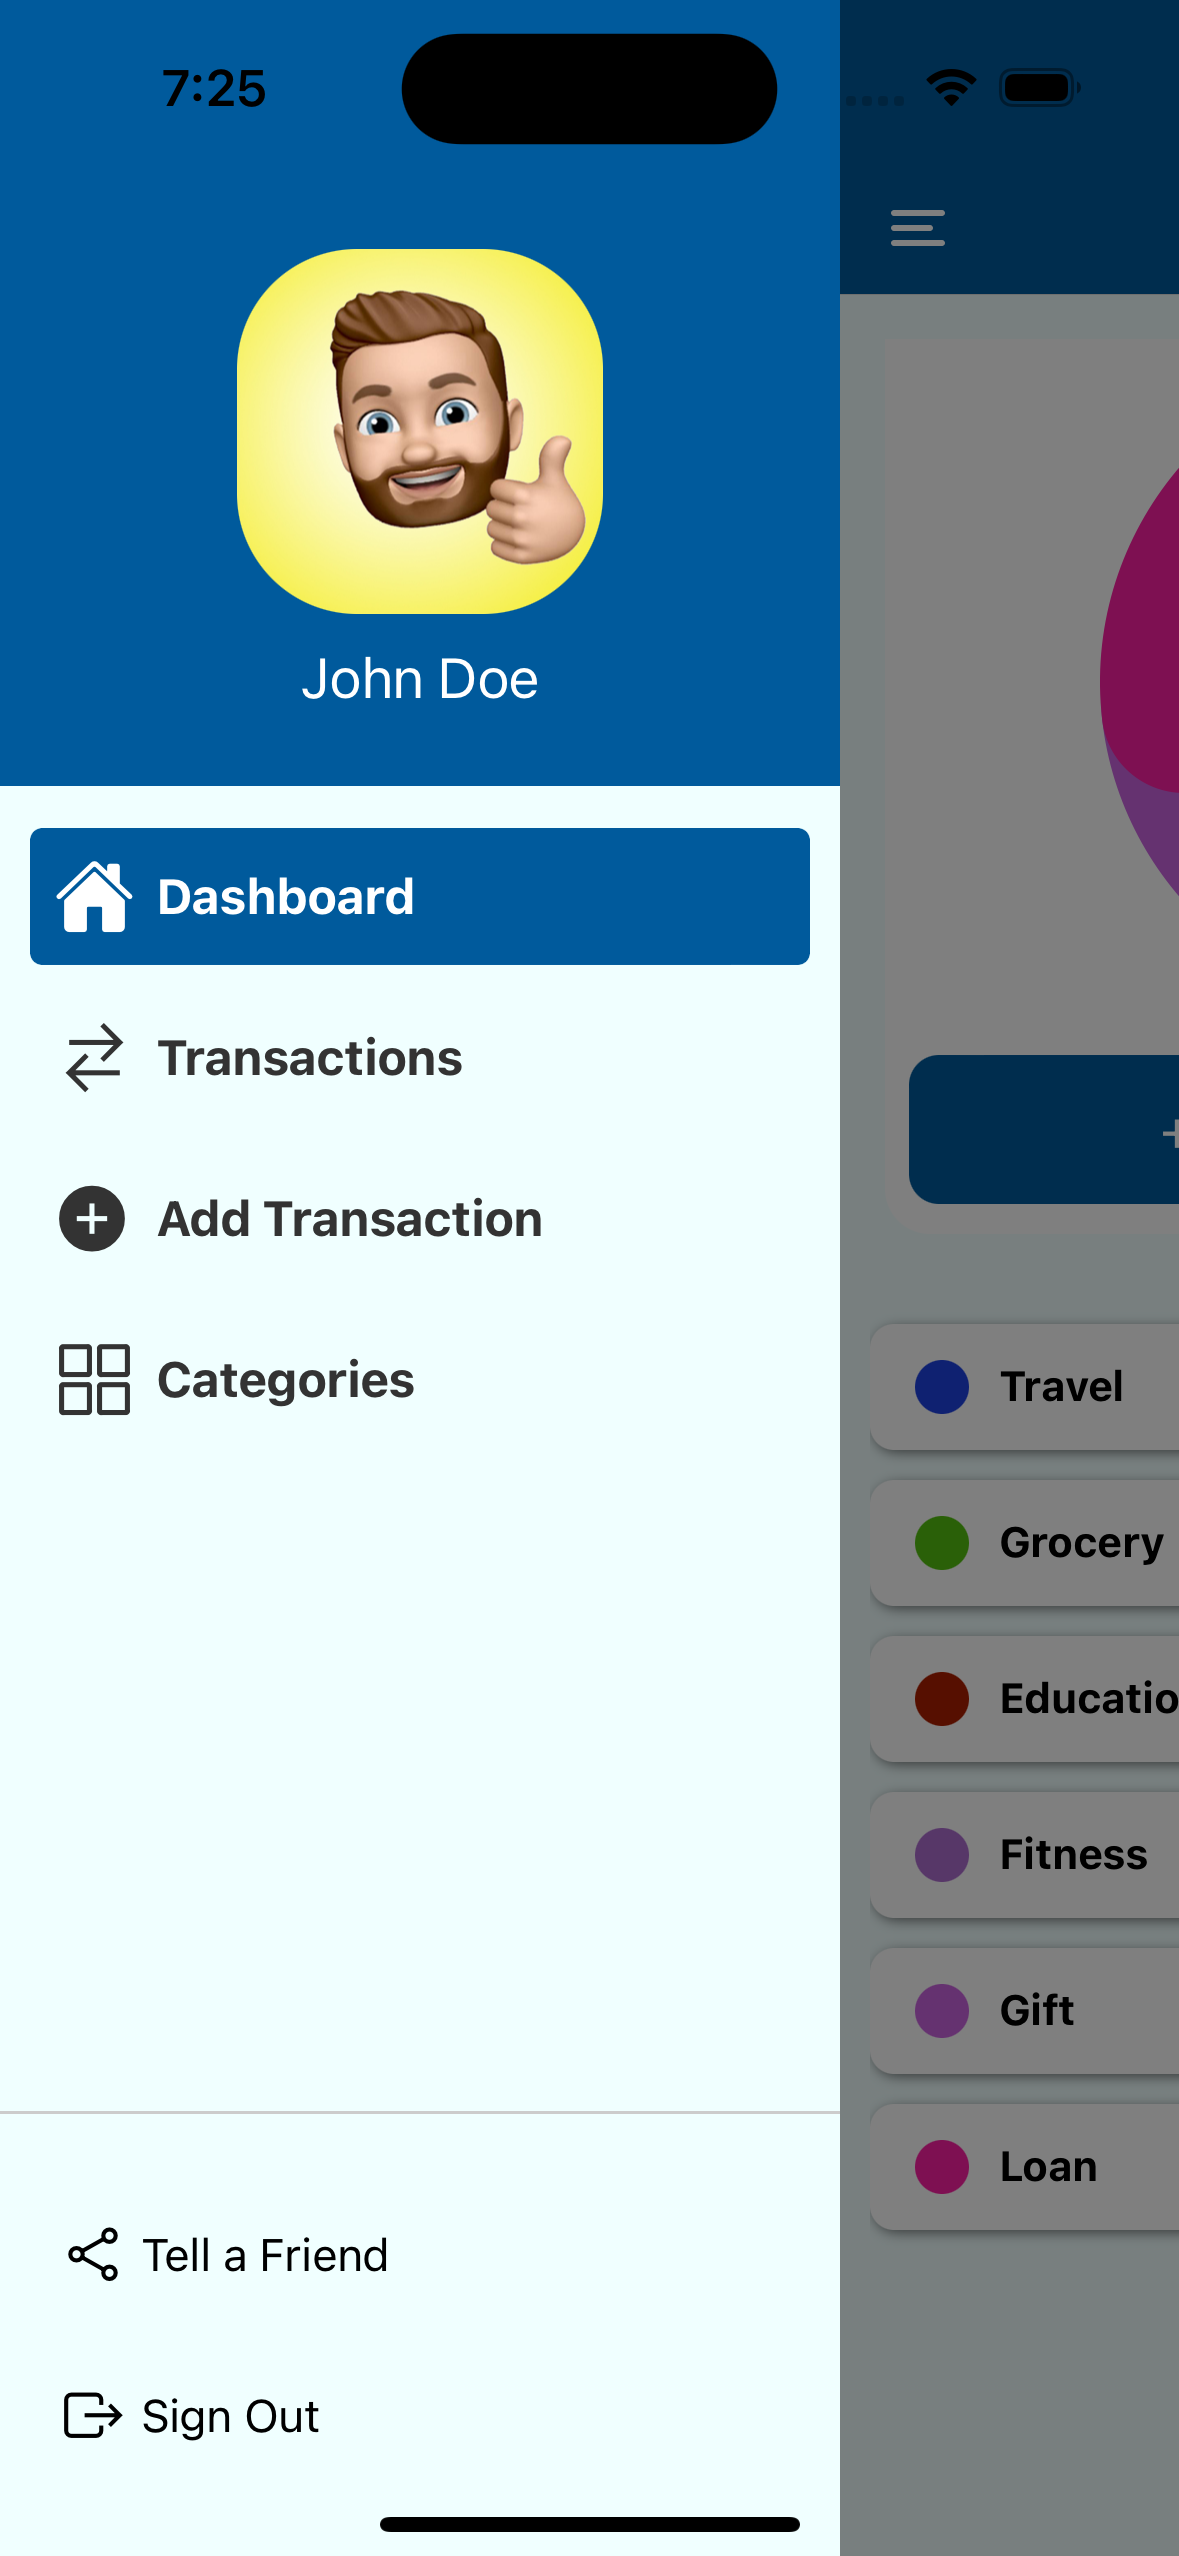 7:25
John Doe
Dashboard
Transactions
Add Transaction
Categories
Tell a Friend
Sign Out
+
Travel
Grocery
Educatio
Fitness
Gift
Loan